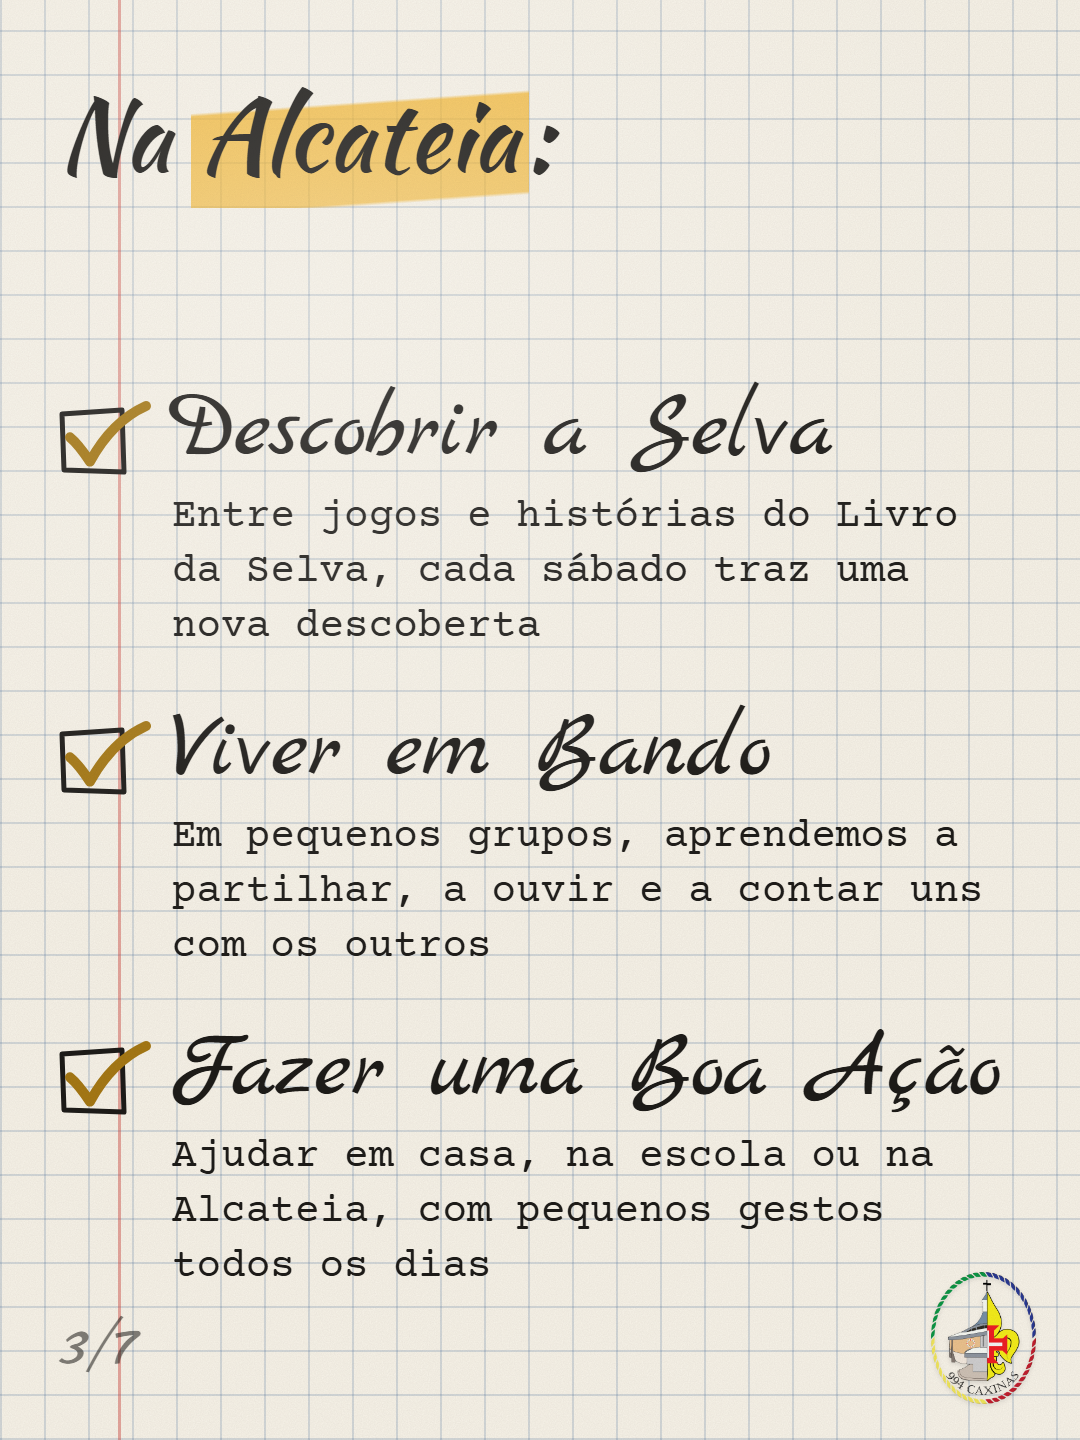 Na Alcateia:
Descobrir a Selva
Entre jogos e histórias do Livro
da Selva, cada sábado traz uma
nova descoberta
Viver em Bando
Em pequenos grupos, aprendemos a
partilhar, a ouvir e a contar uns
com os outros
Fazer uma Boa Ação
Ajudar em casa, na escola ou na
Alcateia, com pequenos gestos
todos os dias
3/7
994 CAXINAS